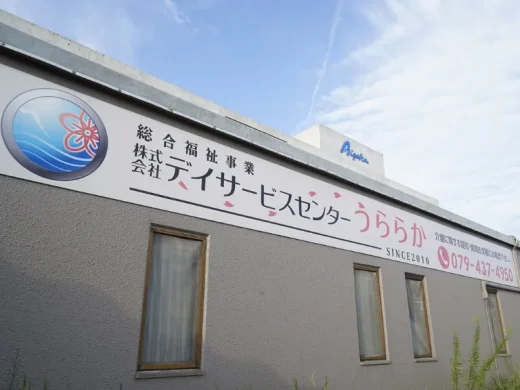 Aiyoku
総合福祉事業
株式会社 デイサービスセンター うららか
SINCE2010
079-437-4950